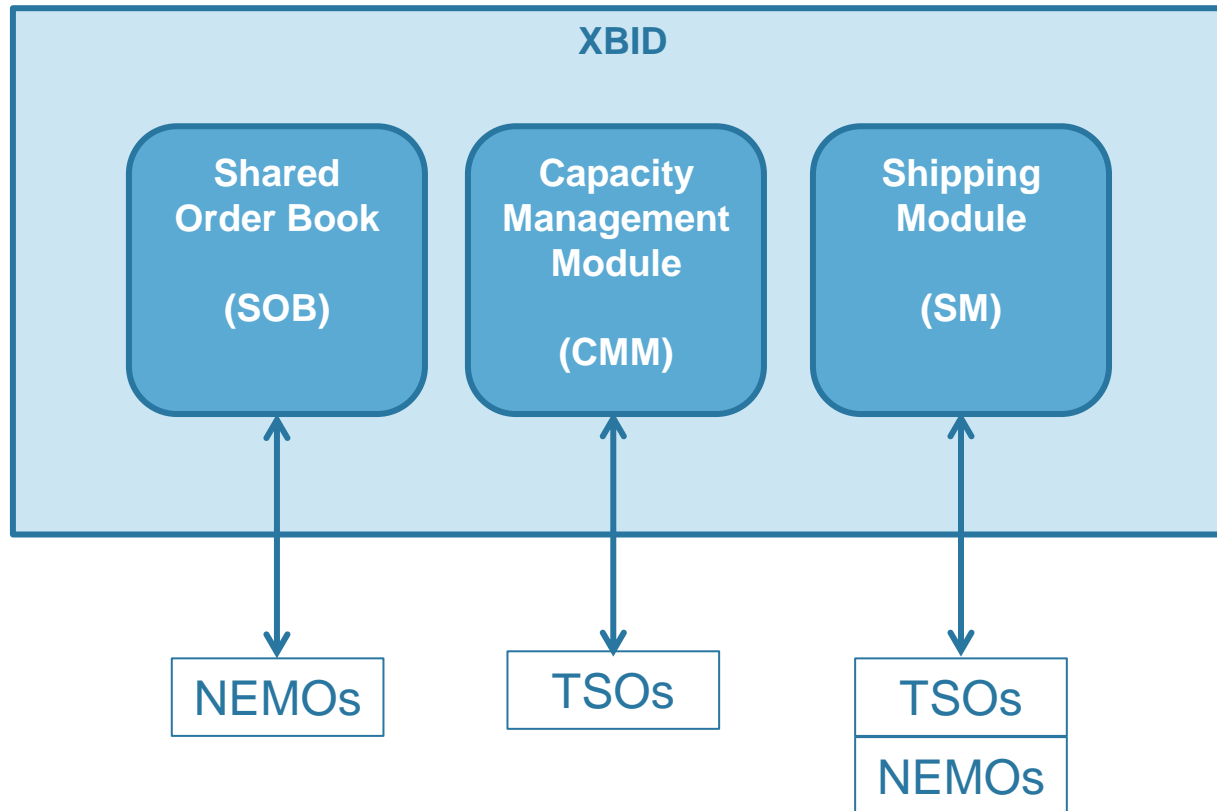 XBID
Shared
Order Book
(SOB)
Capacity
Management
Module
(CMM)
Shipping
Module
(SM)
NEMOs
TSOs
TSOs
NEMOs